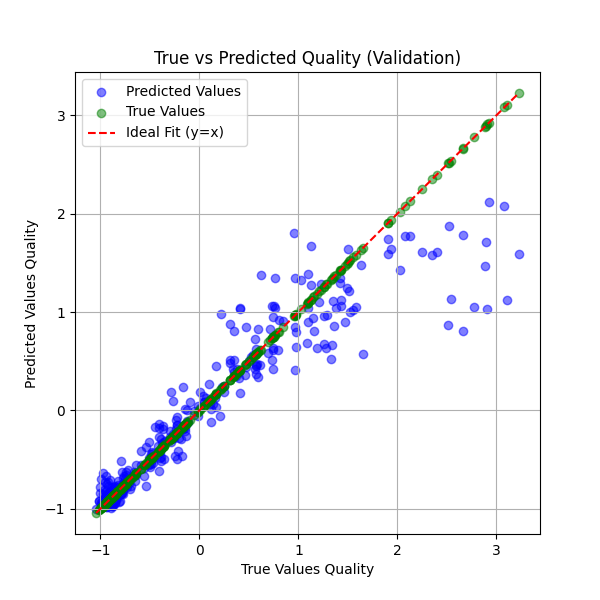 True vs Predicted Quality (Validation)
Predicted Values
True Values
Ideal Fit (y=x)
3
2
1
0
−1
Predicted Values Quality
−1
0
1
2
3
True Values Quality